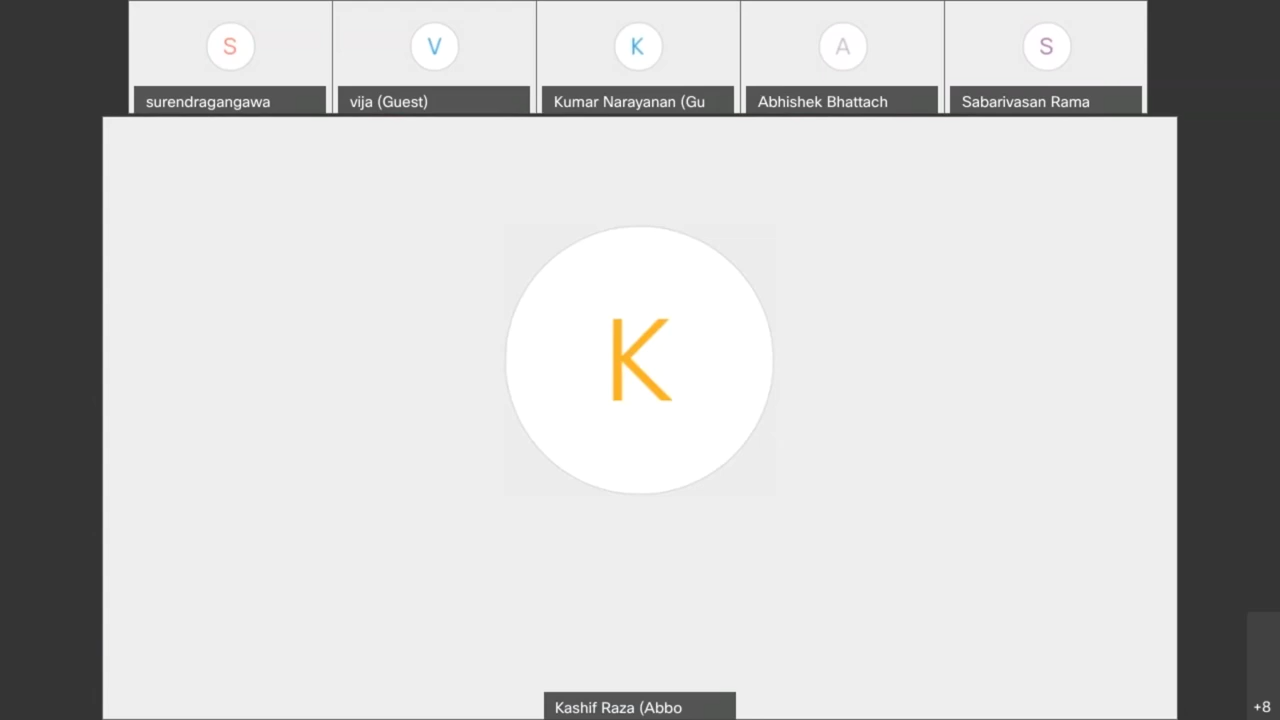 S
V
K
A
S
surendragangawa
vija (Guest)
Kumar Narayanan (Gu
Abhishek Bhattach
Sabarivasan Rama
K
Kashif Raza (Abbo
+8